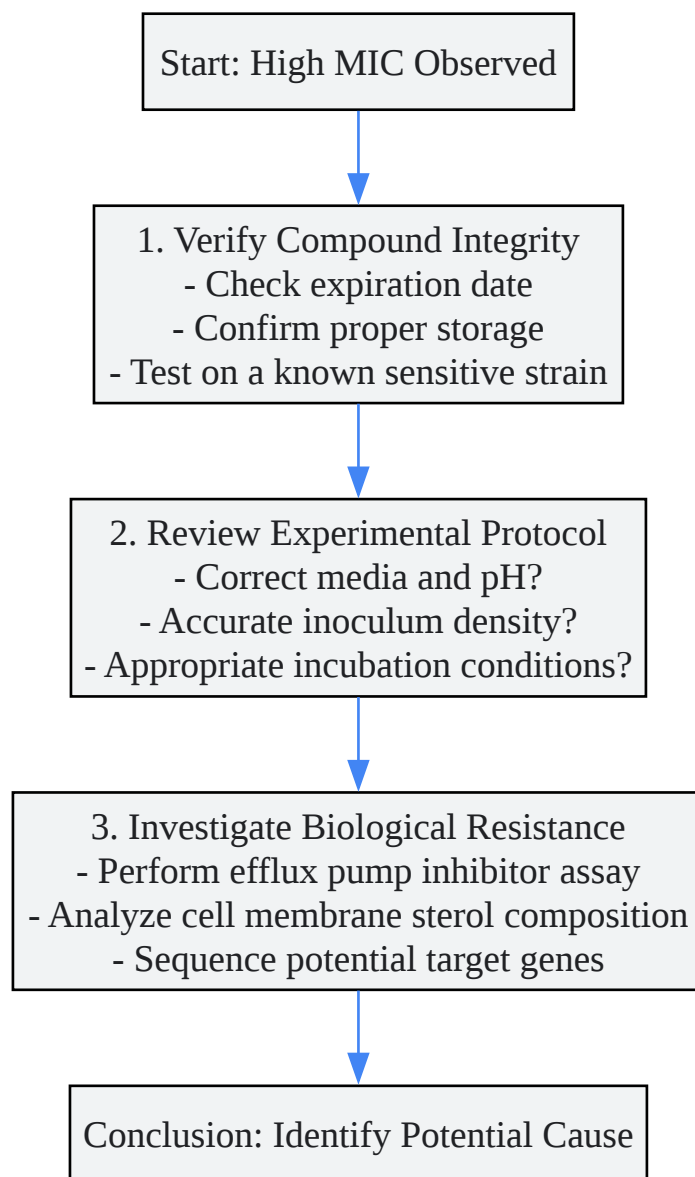 Start: High MIC Observed
1. Verify Compound Integrity
- Check expiration date
- Confirm proper storage
- Test on a known sensitive strain
2. Review Experimental Protocol
- Correct media and pH?
- Accurate inoculum density?
- Appropriate incubation conditions?
3. Investigate Biological Resistance
- Perform efflux pump inhibitor assay
- Analyze cell membrane sterol composition
- Sequence potential target genes
Conclusion: Identify Potential Cause